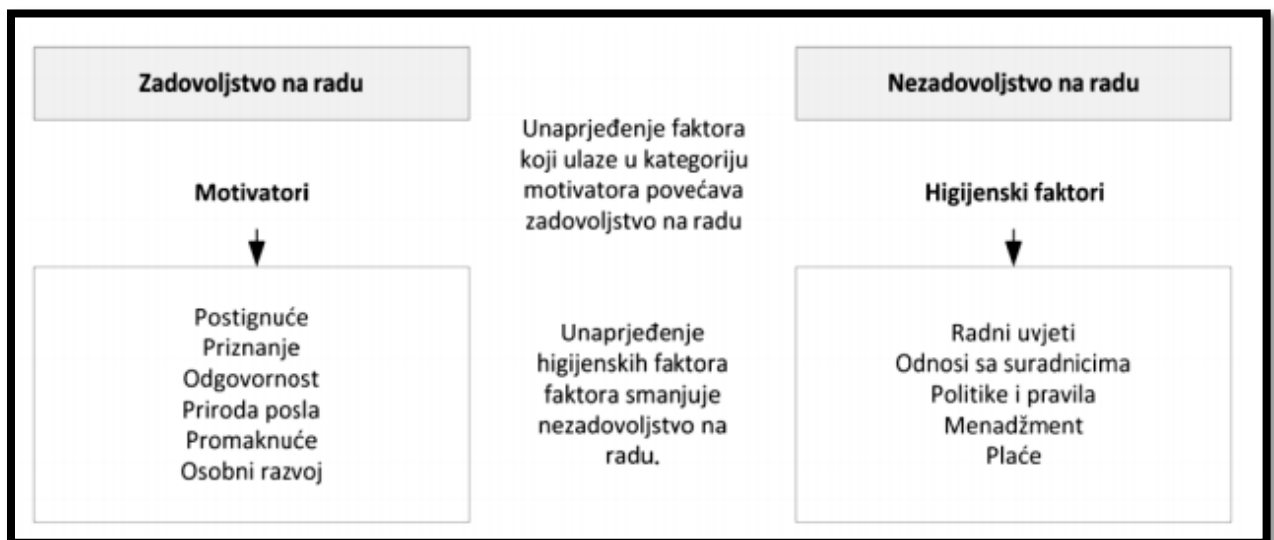 Zadovoljstvo na radu
Motivatori
Postignuće
Priznanje
Odgovornost
Priroda posla
Promaknuće
Osobni razvoj
Unaprjeđenje faktora
koji ulaze u kategoriju
motivatora povećava
zadovoljstvo na radu
Unaprjeđenje
higijenskih faktora
faktora smanjuje
nezadovoljstvo na
radu.
Nezadovoljstvo na radu
Higijenski faktori
Radni uvjeti
Odnosi sa suradnicima
Politike i pravila
Menadžment
Plaće